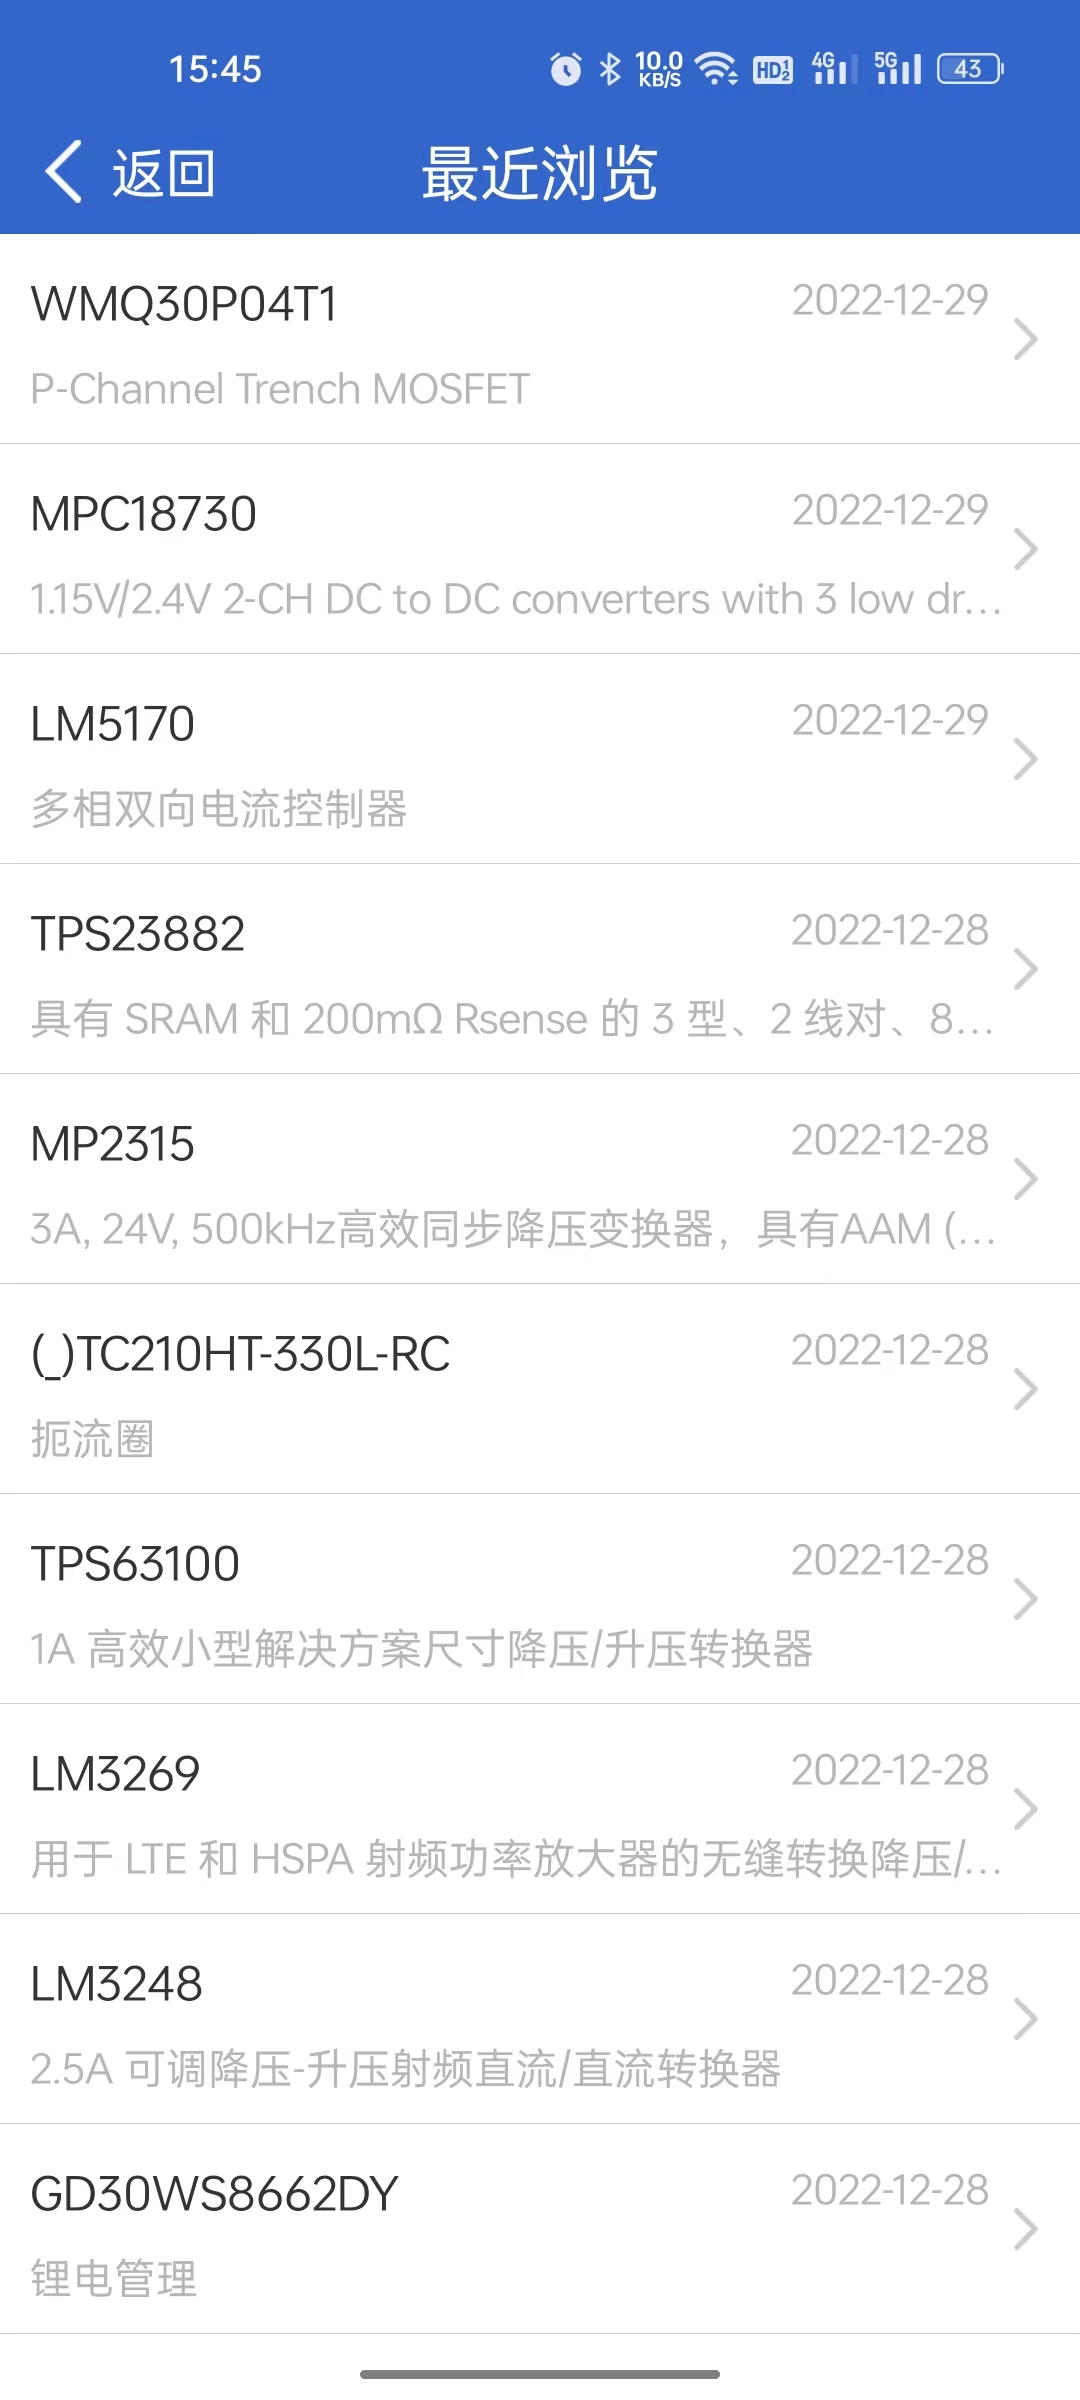 15:45
10.0 KB/S
HD 1 2
4G
5G
43
返回
最近浏览
WMQ30P04T1
2022-12-29
P-Channel Trench MOSFET
MPC18730
2022-12-29
1.15V/2.4V 2-CH DC to DC converters with 3 low dr...
LM5170
2022-12-29
多相双向电流控制器
TPS23882
2022-12-28
具有 SRAM 和 200mΩ Rsense 的 3 型、2 线对、8...
MP2315
2022-12-28
3A, 24V, 500kHz高效同步降压变换器，具有AAM (...
(_)TC210HT-330L-RC
2022-12-28
扼流圈
TPS63100
2022-12-28
1A 高效小型解决方案尺寸降压/升压转换器
LM3269
2022-12-28
用于 LTE 和 HSPA 射频功率放大器的无缝转换降压/...
LM3248
2022-12-28
2.5A 可调降压-升压射频直流/直流转换器
GD30WS8662DY
2022-12-28
锂电管理